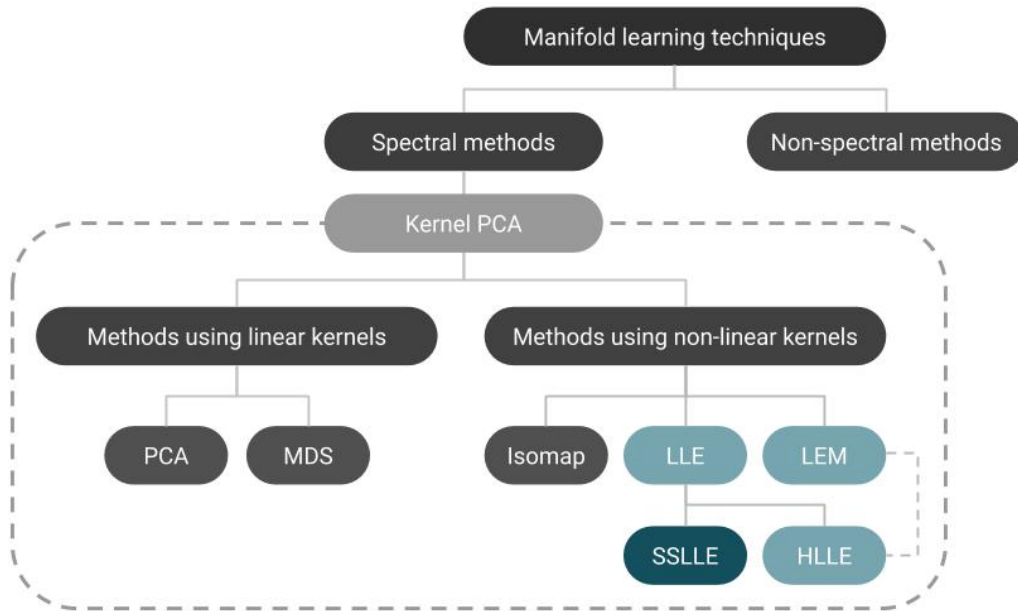 Manifold learning techniques
Spectral methods
Non-spectral methods
Kernel PCA
Methods using linear kernels
Methods using non-linear kernels
PCA
MDS
Isomap
LLE
LEM
SSLLE
HLLE